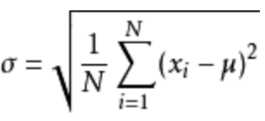 σ = √(1/N ∑_{i=1}^{N} (x_i − μ)^2)